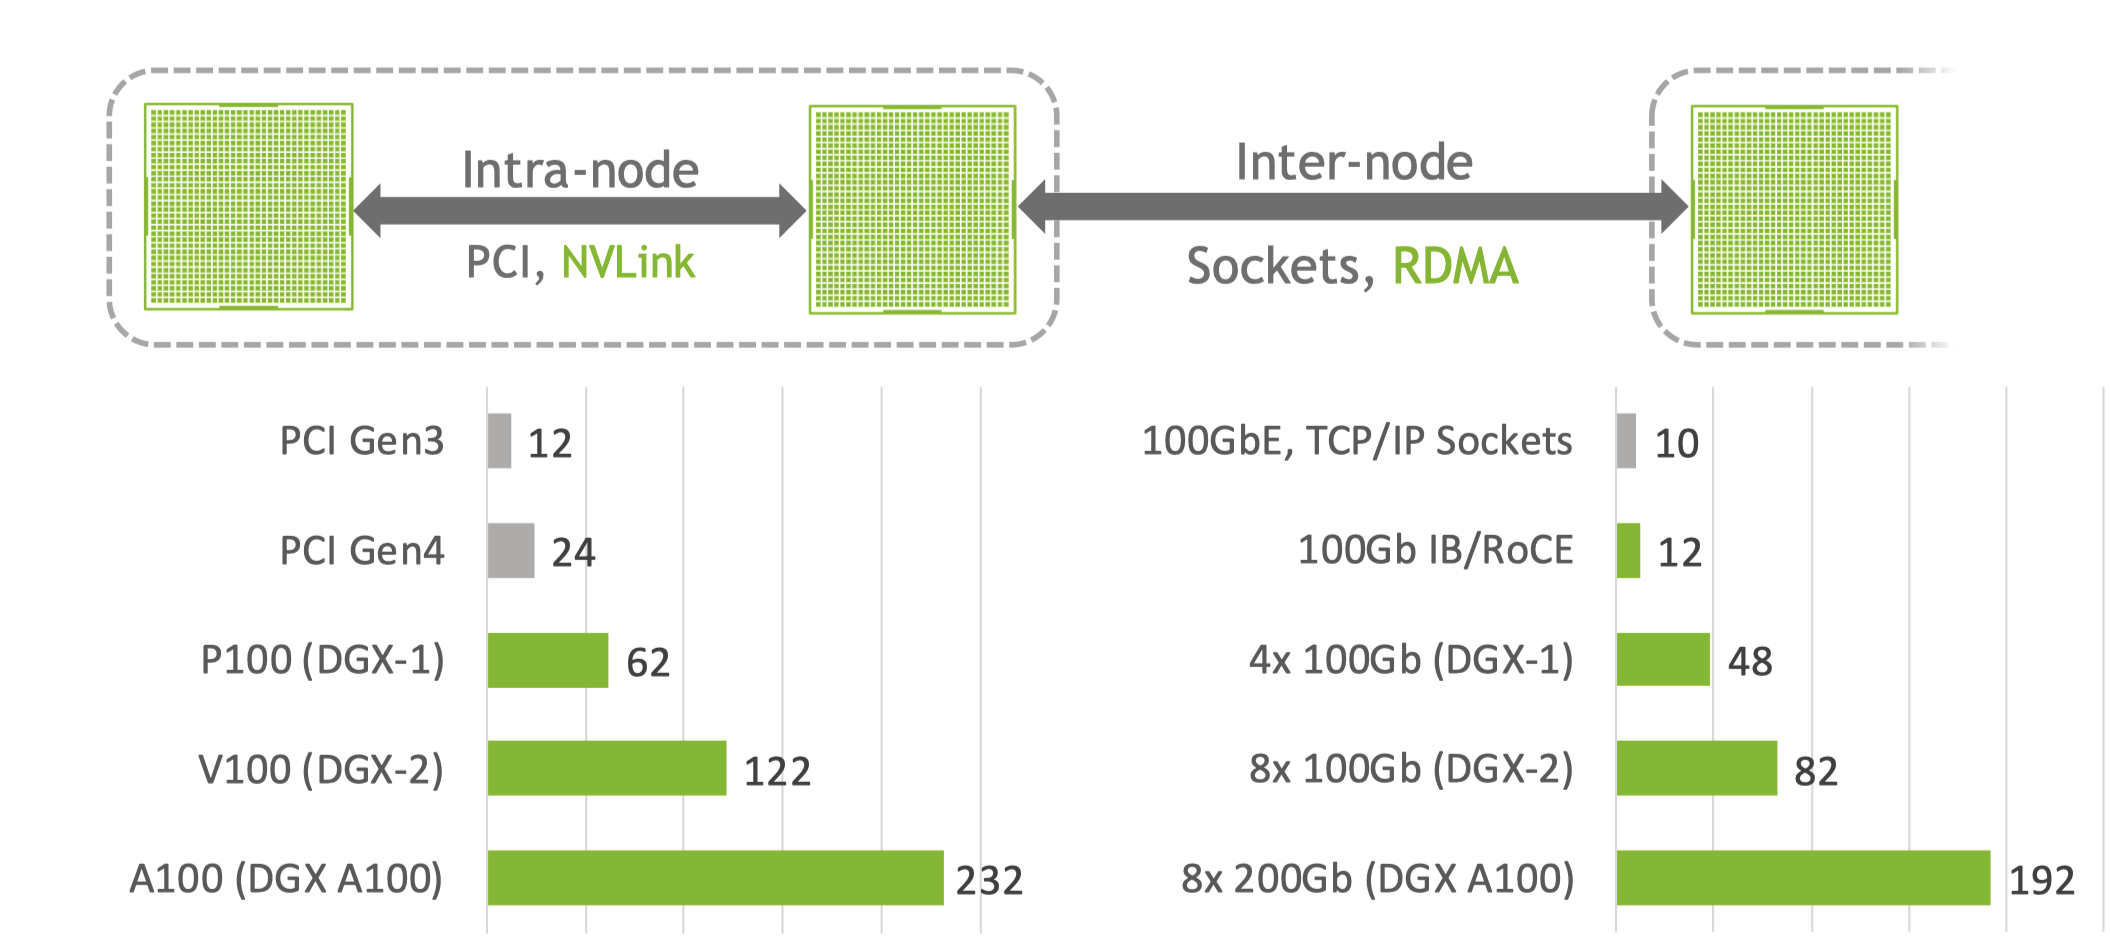 Intra-node
PCI, NVLink
Inter-node
Sockets, RDMA
PCI Gen3 12
PCI Gen4 24
P100 (DGX-1) 62
V100 (DGX-2) 122
A100 (DGX A100) 232
100GbE, TCP/IP Sockets 10
100Gb IB/RoCE 12
4x 100Gb (DGX-1) 48
8x 100Gb (DGX-2) 82
8x 200Gb (DGX A100) 192